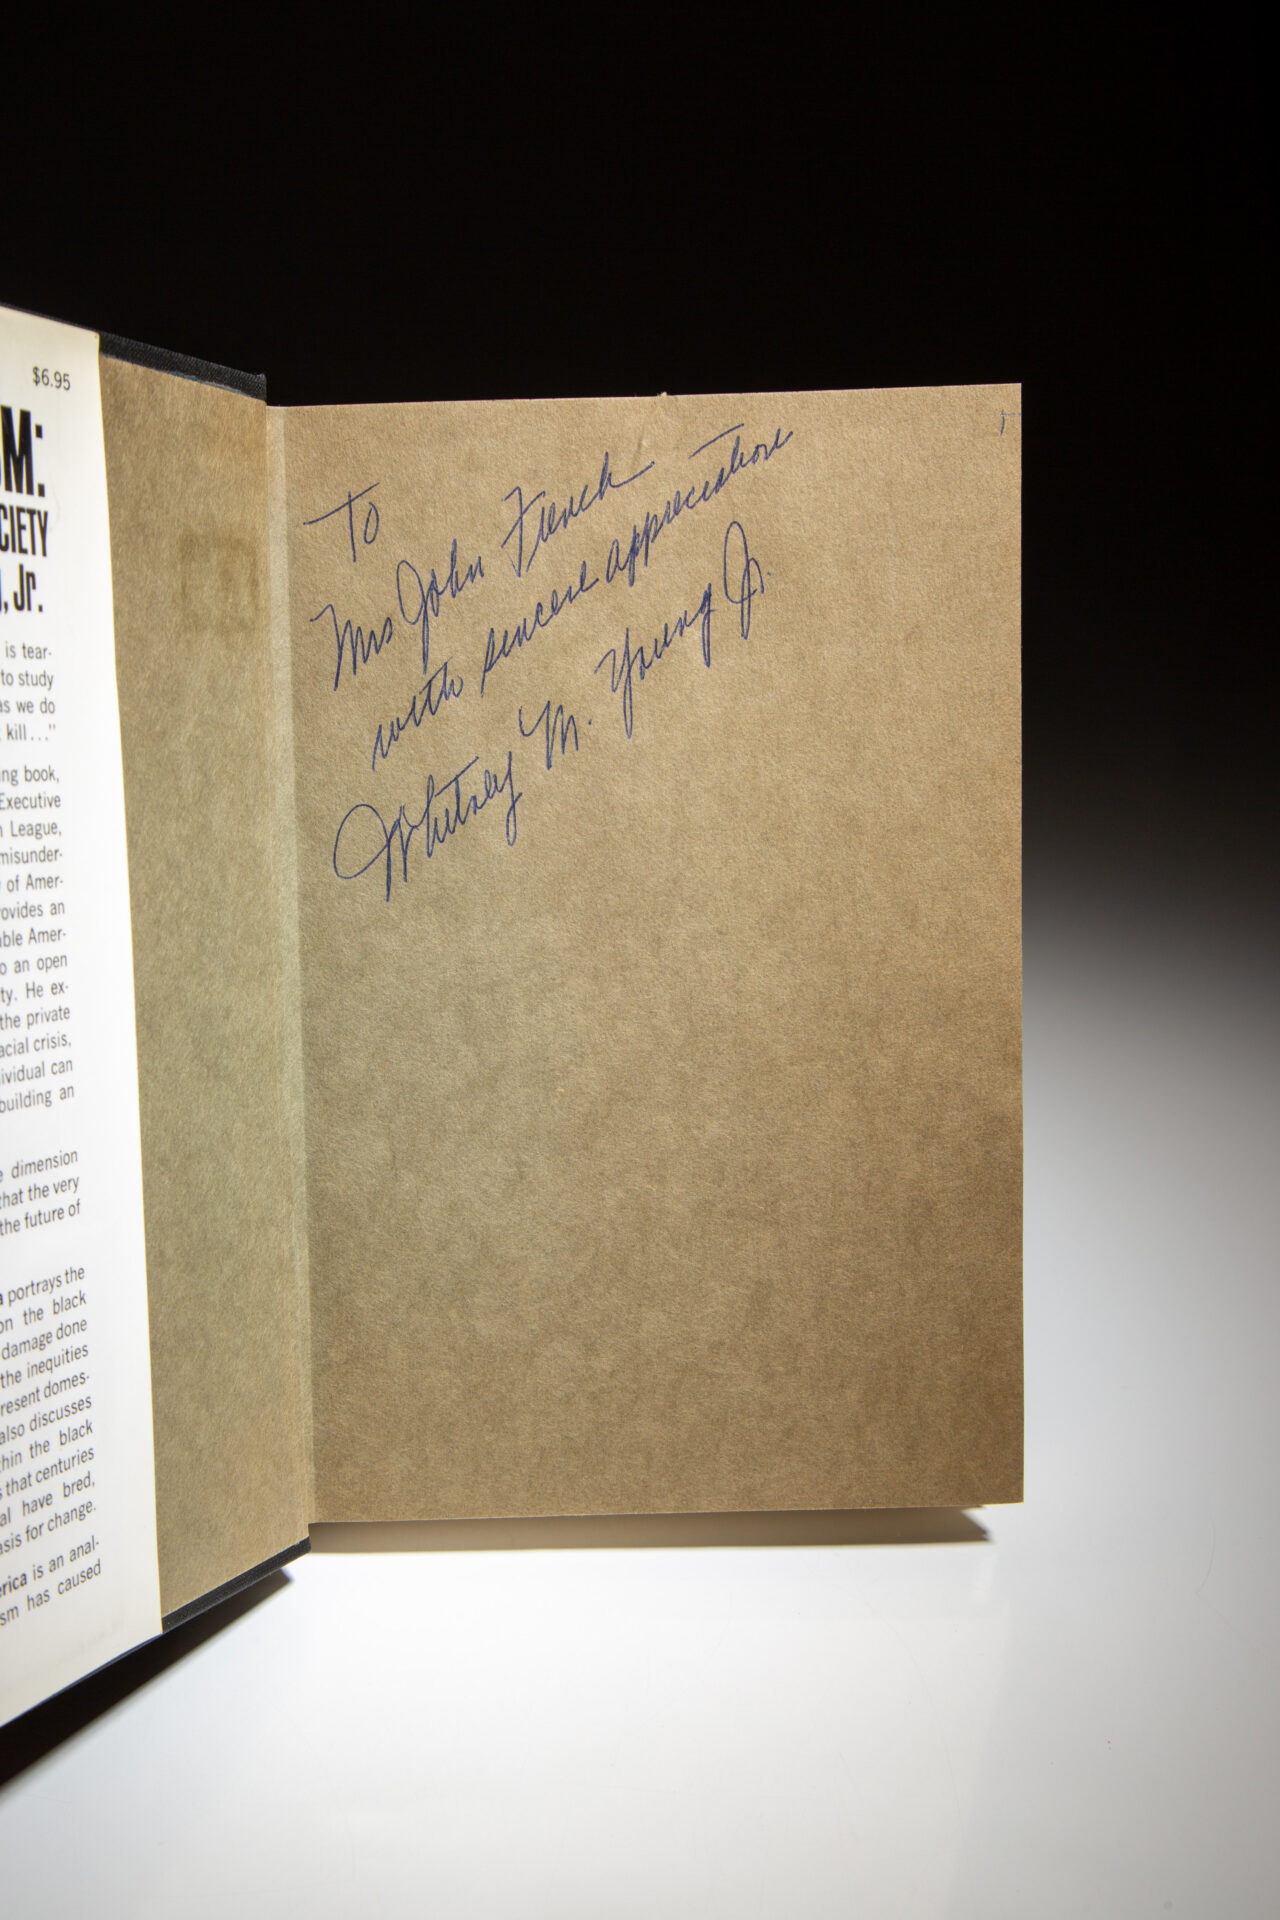 $6.95
OM:
CIETY
, Jr.
is tear-
to study
as we do
kill..."
ing book,
Executive
League,
misunder-
of Amer-
rovides an
able Amer-
o an open
ty. He ex-
the private
acial crisis,
ividual can
building an
dimension
that the very
the future of
a portrays the
on the black
damage done
the inequities
resent domes-
also discusses
thin the black
s that centuries
al have bred,
asis for change.
erica is an anal-
ism has caused
To
Mrs John French
with sincere appreciation
Whitney M. Young Jr.